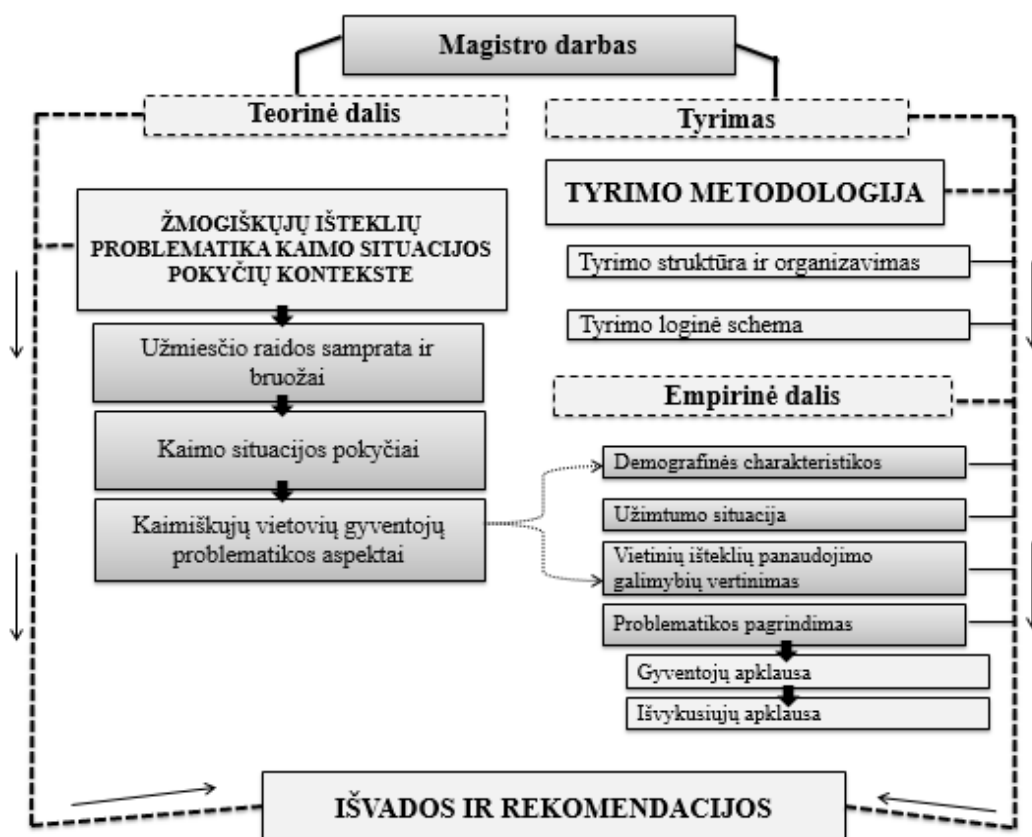 Magistro darbas
Teorinė dalis
ŽMOGIŠKŲJŲ IŠTEKLIŲ
PROBLEMATIKA KAIMO SITUACIJOS
POKYČIŲ KONTEKSTE
Užmiesčio raidos samprata ir
bruožai
Kaimo situacijos pokyčiai
Kaimiškųjų vietovių gyventojų
problematikos aspektai
Tyrimas
TYRIMO METODOLOGIJA
Tyrimo struktūra ir organizavimas
Tyrimo loginė schema
Empirinė dalis
Demografinės charakteristikos
Užimtumo situacija
Vietinių išteklių panaudojimo
galimybių vertinimas
Problematikos pagrindimas
Gyventojų apklausa
Išvykusiųjų apklausa
IŠVADOS IR REKOMENDACIJOS